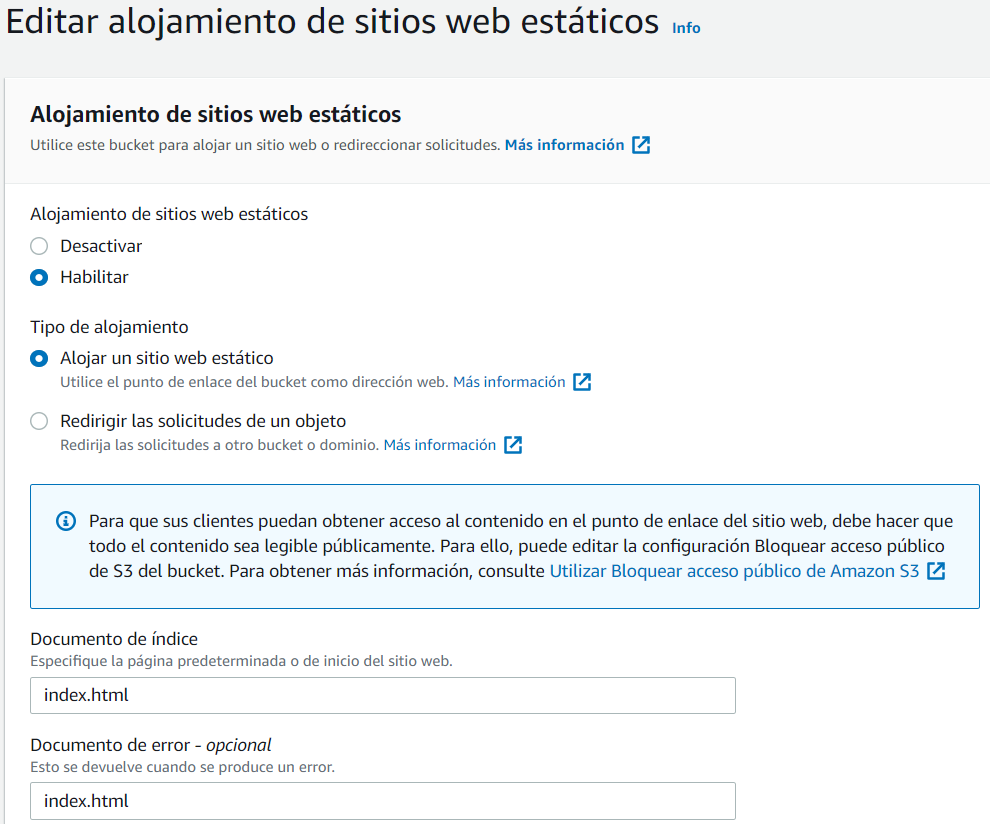 Editar alojamiento de sitios web estáticos Info
Alojamiento de sitios web estáticos
Utilice este bucket para alojar un sitio web o redireccionar solicitudes. Más información
Alojamiento de sitios web estáticos
Desactivar
Habilitar
Tipo de alojamiento
Alojar un sitio web estático
Utilice el punto de enlace del bucket como dirección web. Más información
Redirigir las solicitudes de un objeto
Redirija las solicitudes a otro bucket o dominio. Más información
Para que sus clientes puedan obtener acceso al contenido en el punto de enlace del sitio web, debe hacer que
todo el contenido sea legible públicamente. Para ello, puede editar la configuración Bloquear acceso público
de S3 del bucket. Para obtener más información, consulte Utilizar Bloquear acceso público de Amazon S3
Documento de índice
Especifique la página predeterminada o de inicio del sitio web.
index.html
Documento de error - opcional
Esto se devuelve cuando se produce un error.
index.html